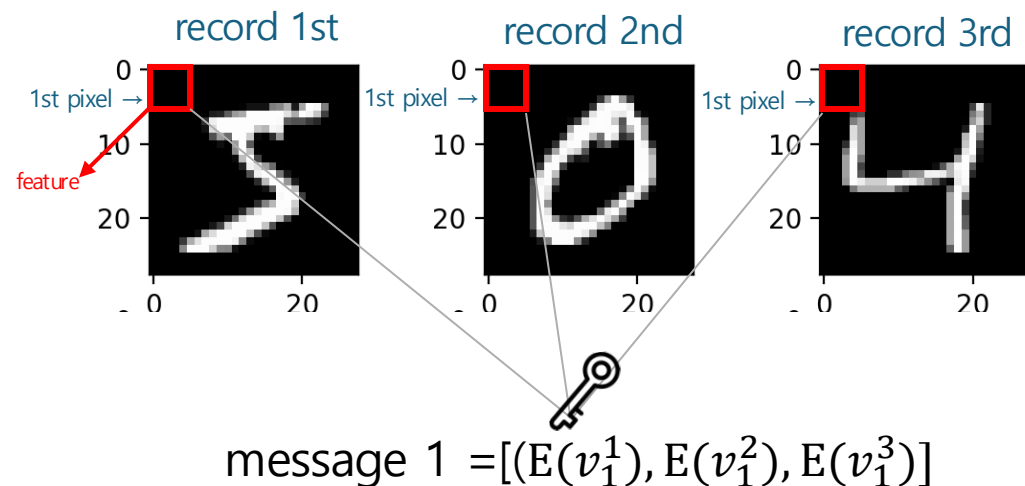 record 1st
record 2nd
record 3rd
0
1st pixel →
10
20
0
20
feature
1st pixel →
0
10
20
0
20
1st pixel →
0
10
20
0
20
message 1 =[(E(𝑣₁¹), E(𝑣₁²), E(𝑣₁³)]